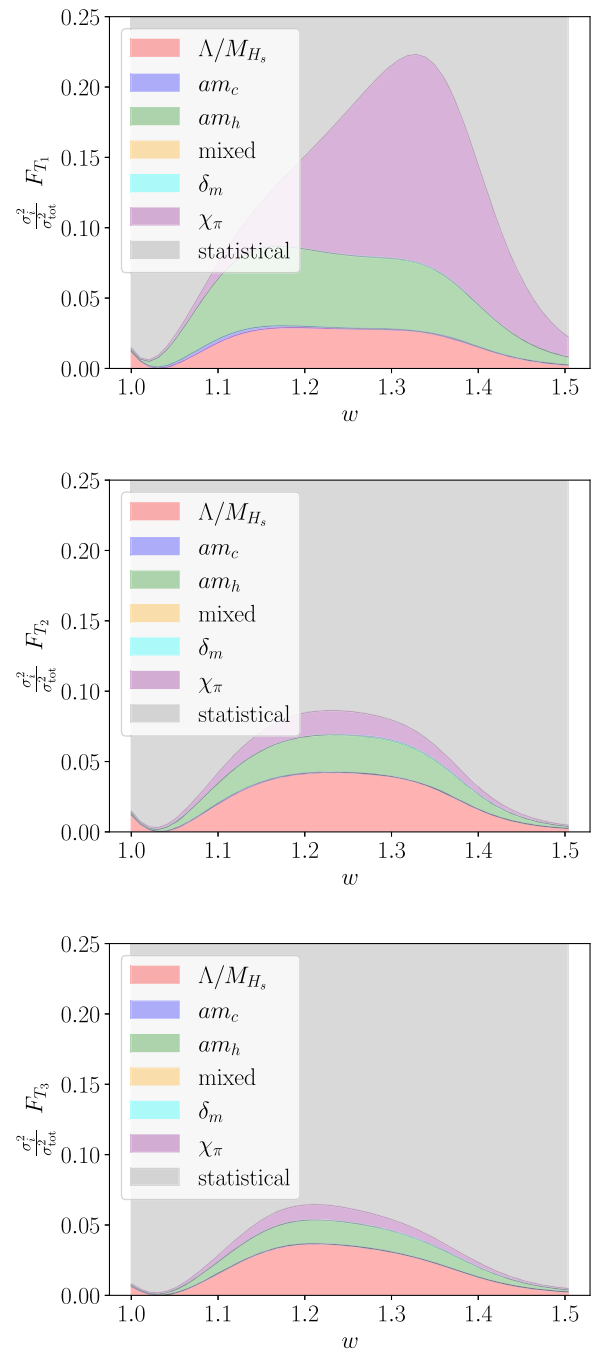 0.25
0.20
0.15
0.10
0.05
0.00
σ_i^2 / σ_tot^2 F_{T_1}
Λ/M_{H_s}
am_c
am_h
mixed
δ_m
χ_π
statistical
1.0 1.1 1.2 1.3 1.4 1.5
w
0.25
0.20
0.15
0.10
0.05
0.00
σ_i^2 / σ_tot^2 F_{T_2}
Λ/M_{H_s}
am_c
am_h
mixed
δ_m
χ_π
statistical
1.0 1.1 1.2 1.3 1.4 1.5
w
0.25
0.20
0.15
0.10
0.05
0.00
σ_i^2 / σ_tot^2 F_{T_3}
Λ/M_{H_s}
am_c
am_h
mixed
δ_m
χ_π
statistical
1.0 1.1 1.2 1.3 1.4 1.5
w